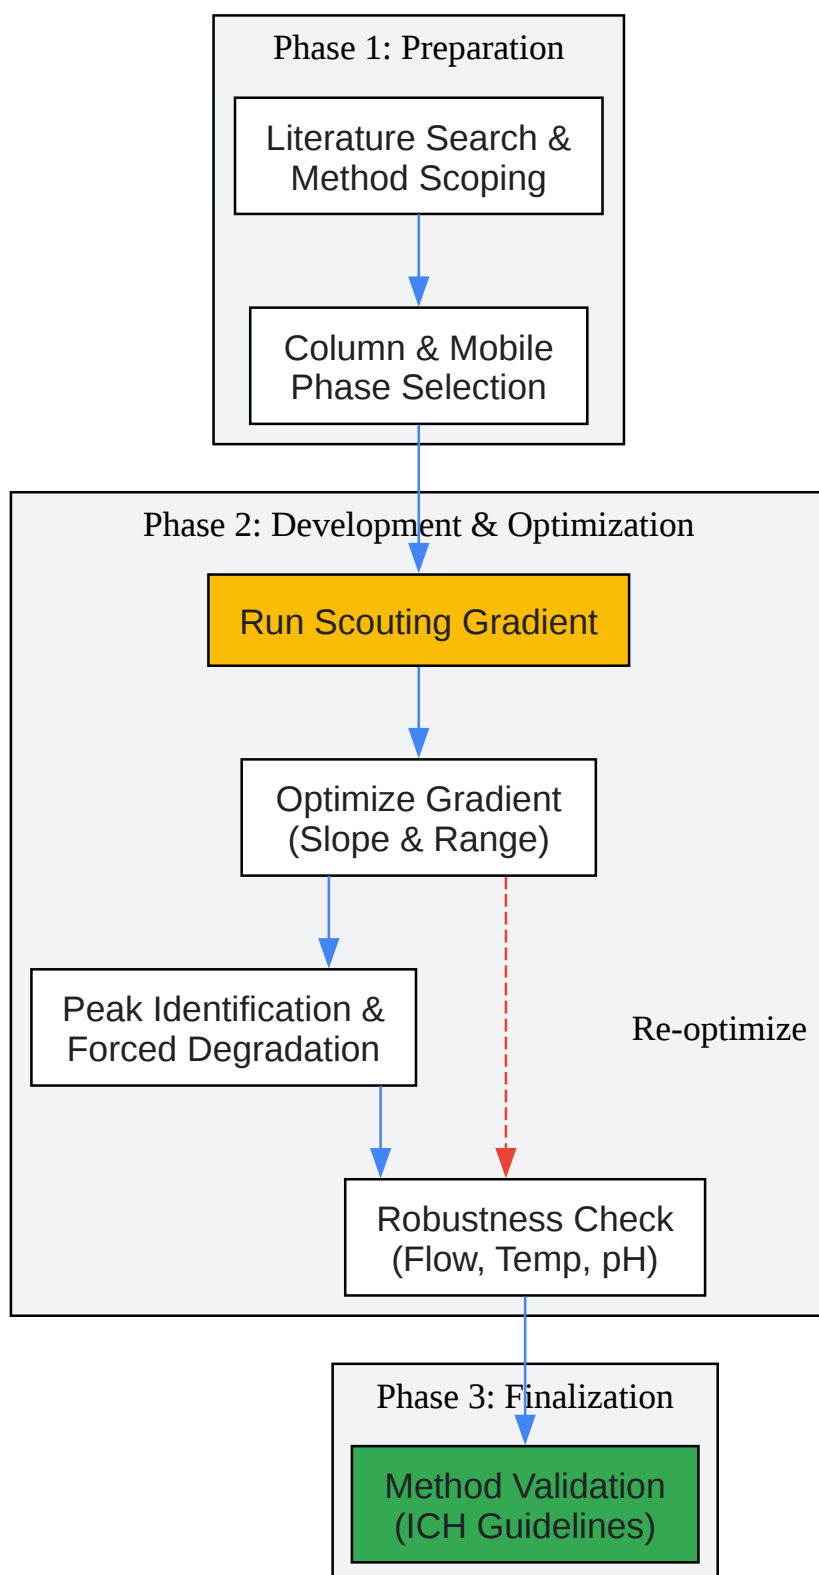 Phase 1: Preparation
Literature Search &
Method Scoping
Column & Mobile
Phase Selection
Phase 2: Development & Optimization
Run Scouting Gradient
Optimize Gradient
(Slope & Range)
Peak Identification &
Forced Degradation
Re-optimize
Robustness Check
(Flow, Temp, pH)
Phase 3: Finalization
Method Validation
(ICH Guidelines)